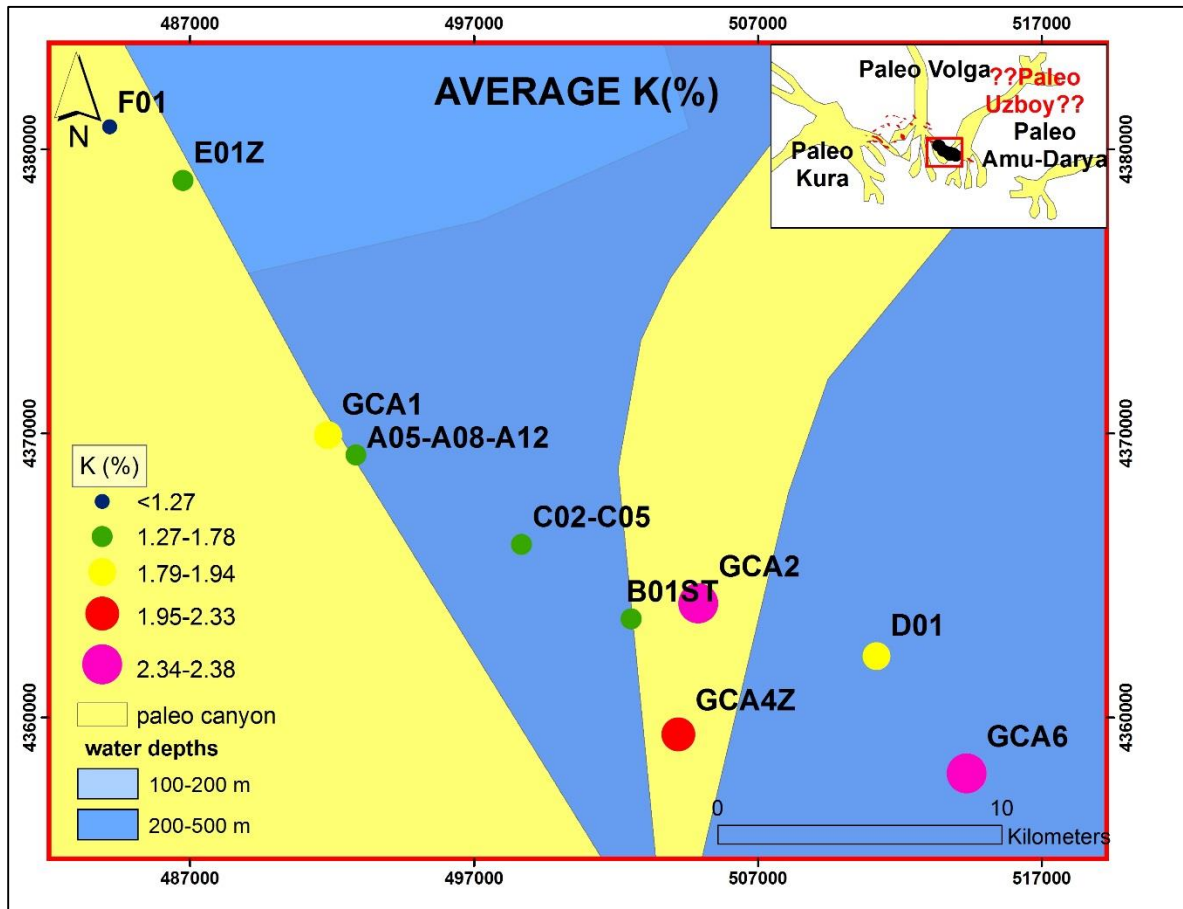 487000
497000
507000
517000
AVERAGE K(%)
N
Paleo Volga
??Paleo
Uzboy??
Paleo
Amu-Darya
Paleo
Kura
4380000
4380000
F01
E01Z
4370000
4370000
GCA1
A05-A08-A12
C02-C05
GCA2
B01ST
D01
GCA4Z
GCA6
4360000
4360000
K (%)
<1.27
1.27-1.78
1.79-1.94
1.95-2.33
2.34-2.38
paleo canyon
water depths
100-200 m
200-500 m
0
10
Kilometers
487000
497000
507000
517000